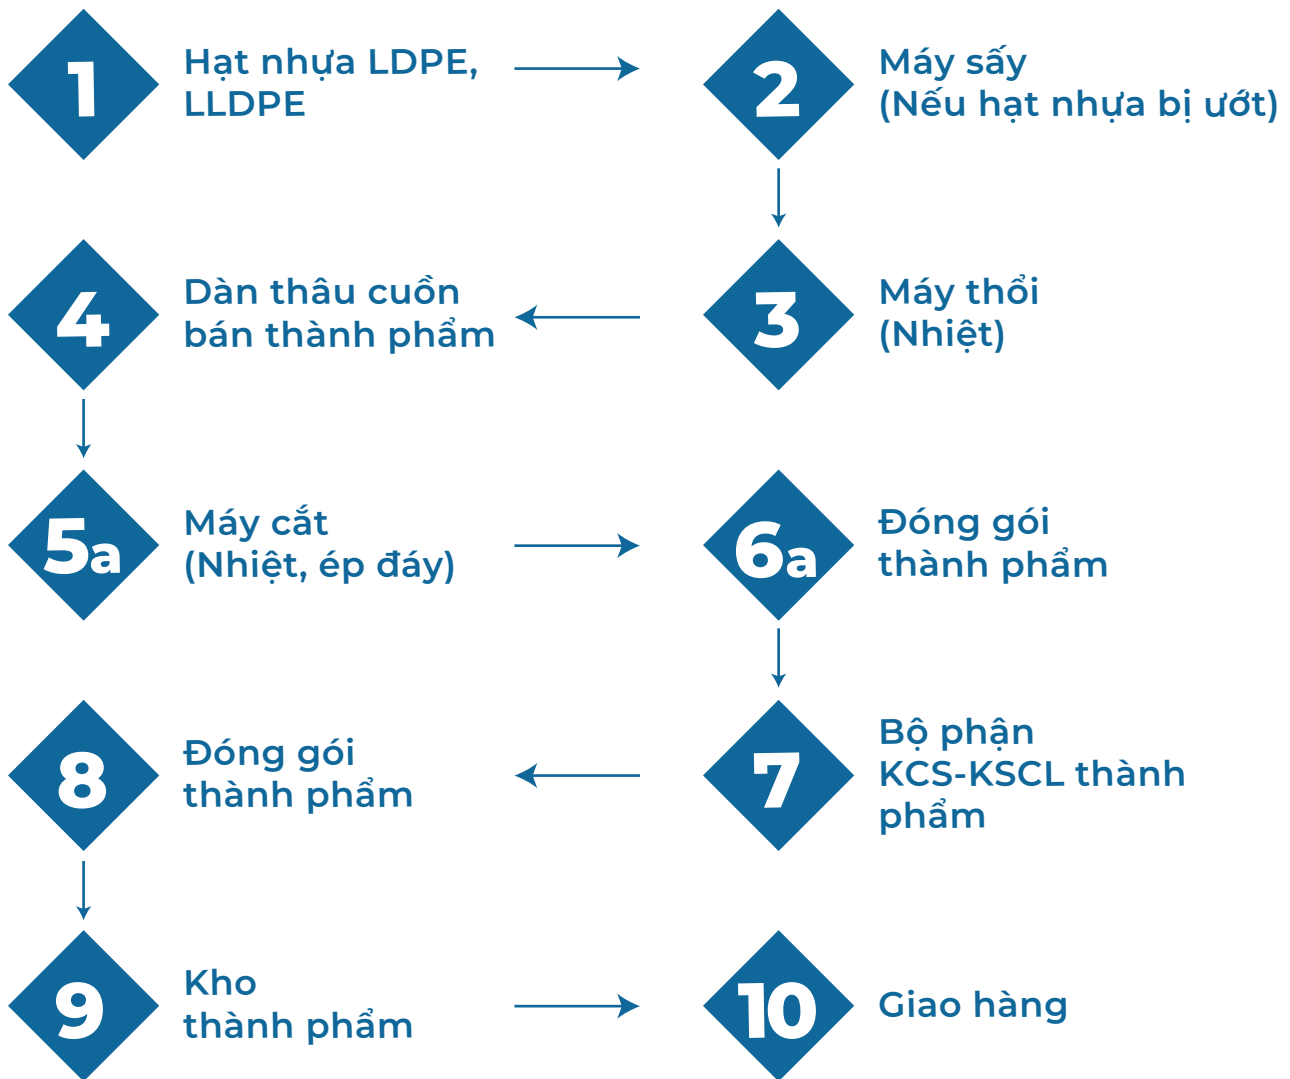 1
Hạt nhựa LDPE,
LLDPE
2
Máy sấy
(Nếu hạt nhựa bị ướt)
3
Máy thổi
(Nhiệt)
4
Dàn thâu cuồn
bán thành phẩm
5a
Máy cắt
(Nhiệt, ép đáy)
6a
Đóng gói
thành phẩm
7
Bộ phận
KCS-KSCL thành
phẩm
8
Đóng gói
thành phẩm
9
Kho
thành phẩm
10
Giao hàng